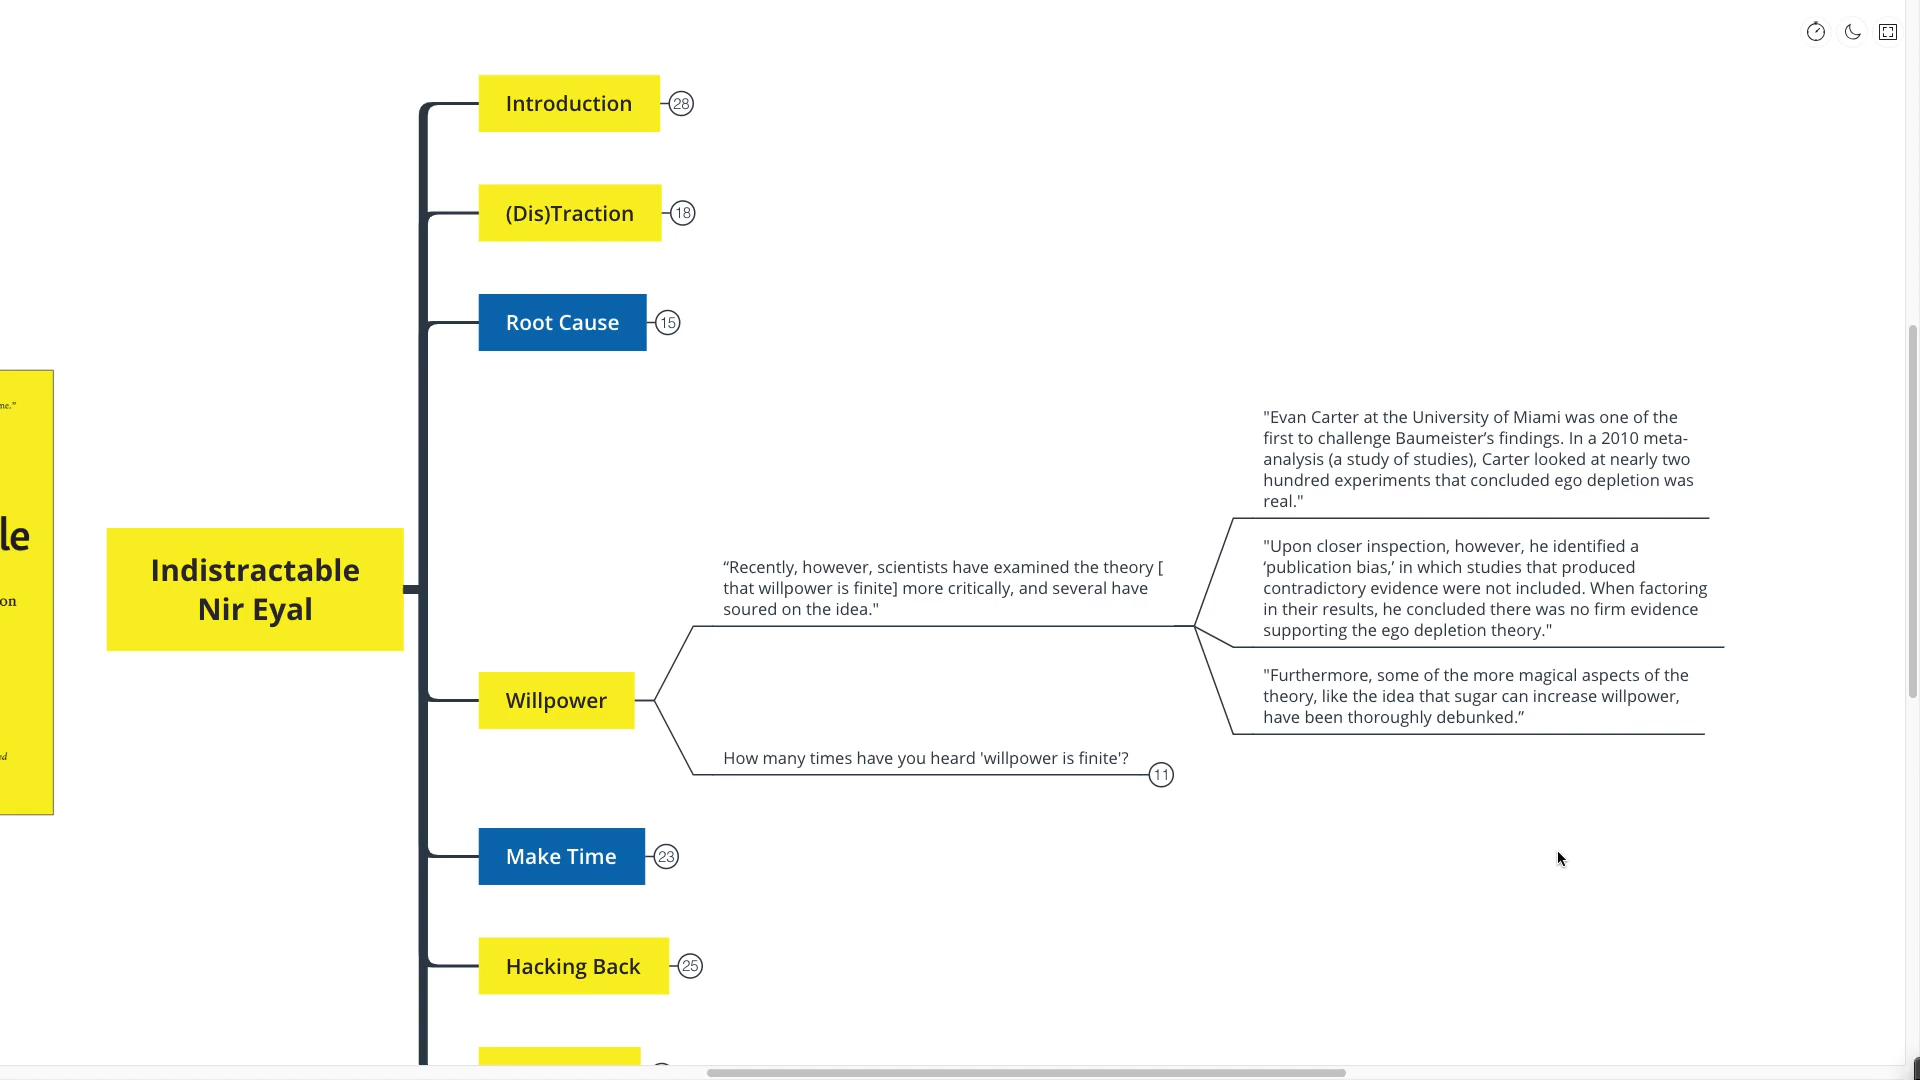 Introduction
28
(Dis)Traction
18
Root Cause
15
me.”
le
on
ed
Indistractable
Nir Eyal
"Evan Carter at the University of Miami was one of the
first to challenge Baumeister’s findings. In a 2010 meta-
analysis (a study of studies), Carter looked at nearly two
hundred experiments that concluded ego depletion was
real."
“Recently, however, scientists have examined the theory [
that willpower is finite] more critically, and several have
soured on the idea."
"Upon closer inspection, however, he identified a
‘publication bias,’ in which studies that produced
contradictory evidence were not included. When factoring
in their results, he concluded there was no firm evidence
supporting the ego depletion theory."
"Furthermore, some of the more magical aspects of the
theory, like the idea that sugar can increase willpower,
have been thoroughly debunked.”
Willpower
How many times have you heard 'willpower is finite'?
11
Make Time
23
Hacking Back
25